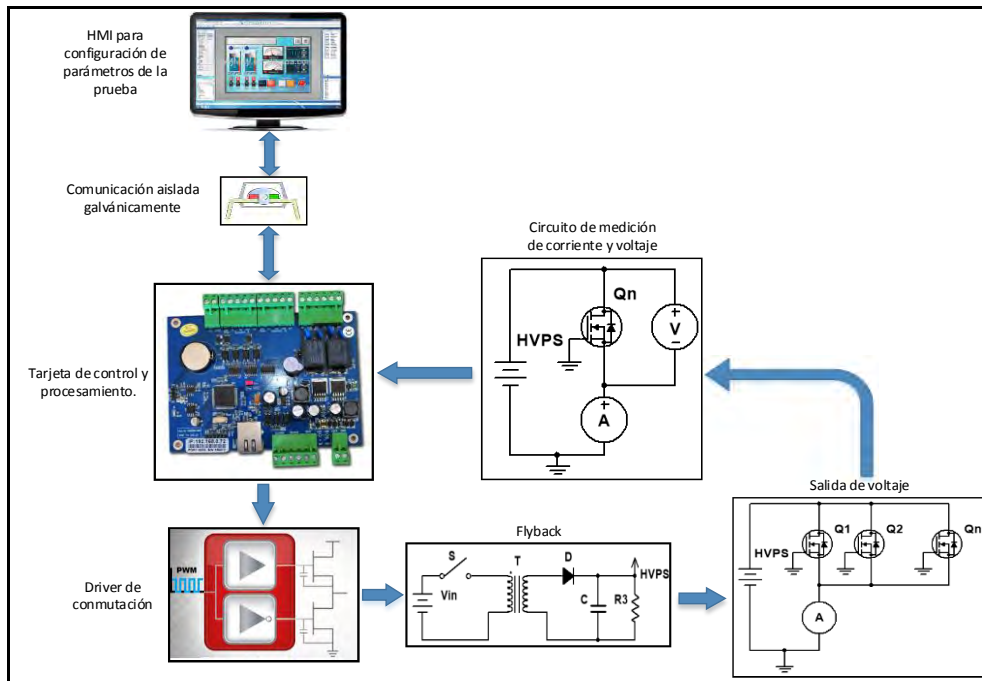 HMI para
configuración de
parámetros de la
prueba
Comunicación aislada
galvánicamente
Circuito de medición
de corriente y voltaje
Qn
HVPS
+
V
−
+
A
Tarjeta de control y
procesamiento.
Salida de voltaje
Q1
Q2
Qn
HVPS
A
Flyback
S
T
D
HVPS
Vin
C
R3
Driver de
conmutación
PWM